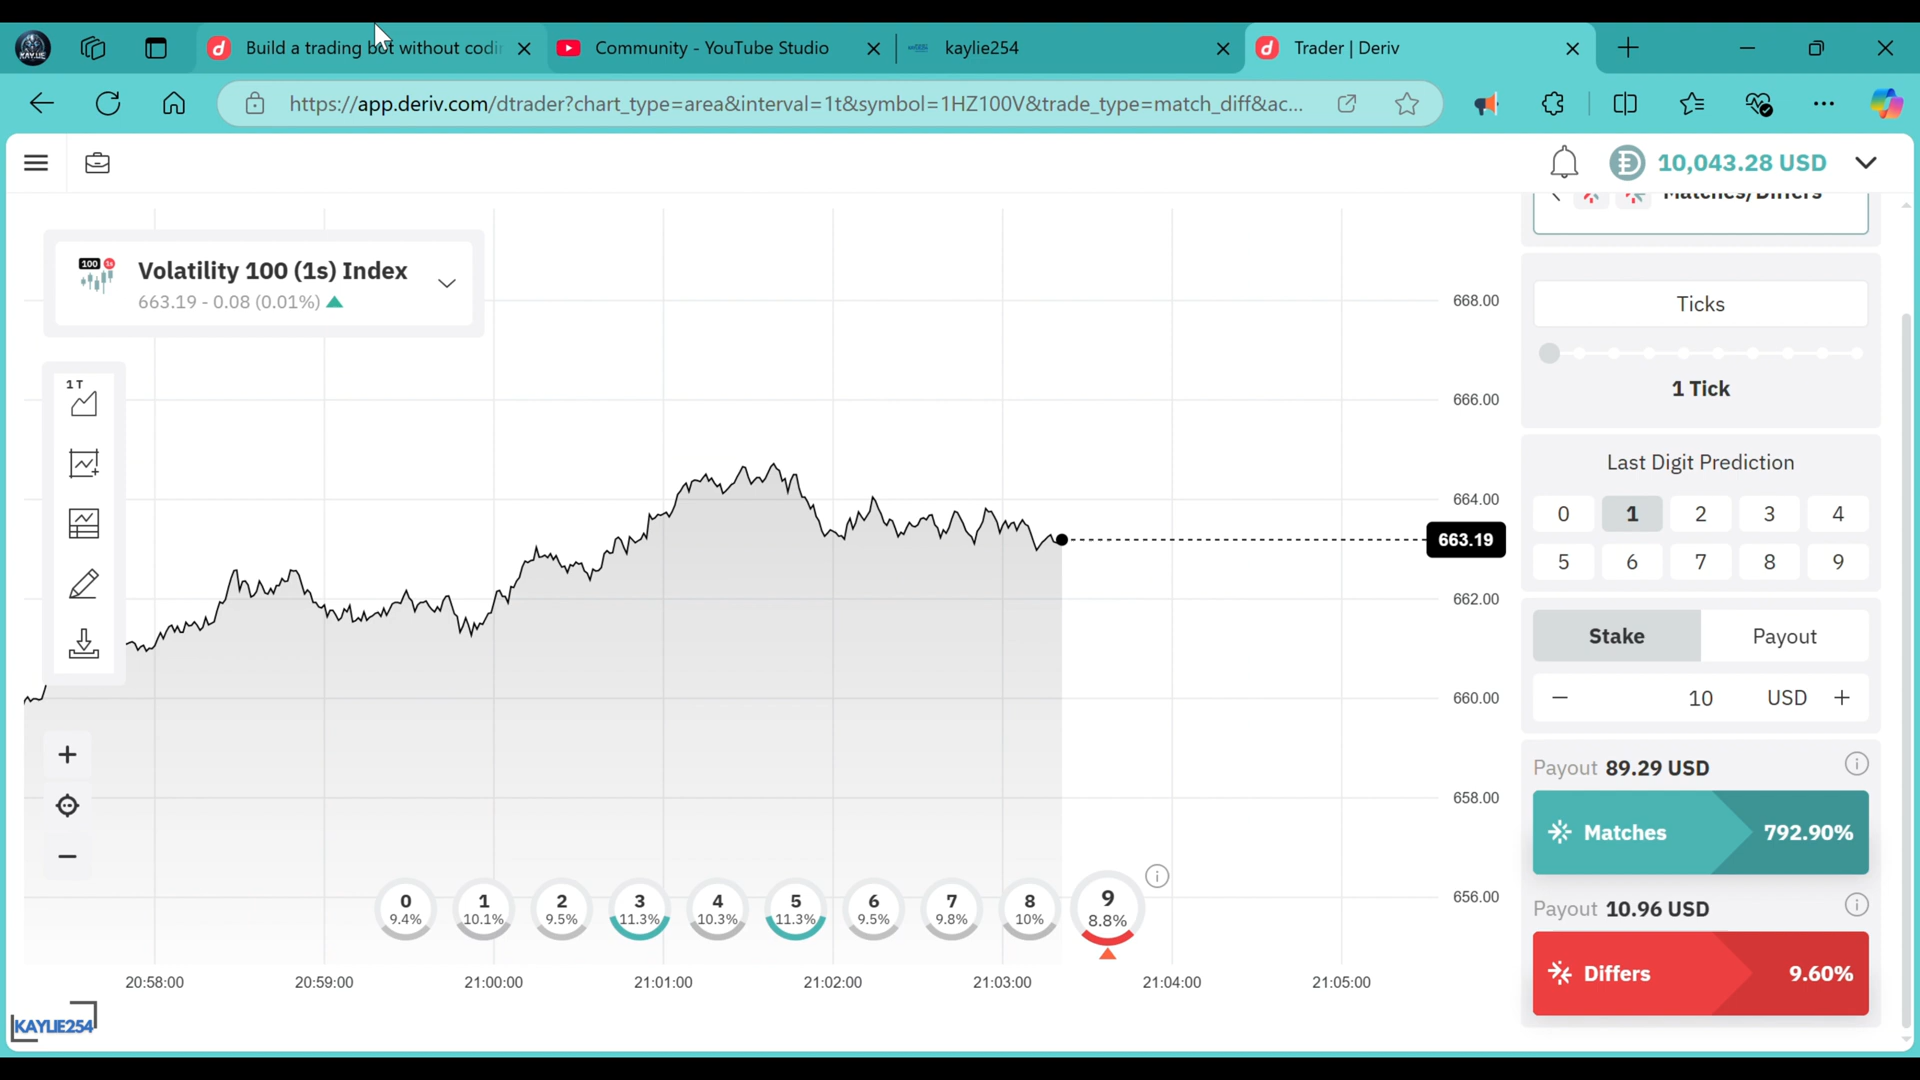 Build a trading bot without codi
Community - YouTube Studio
kaylie254
Trader | Deriv
https://app.deriv.com/dtrader?chart_type=area&interval=1t&symbol=1HZ100V&trade_type=match_diff&ac...
10,043.28 USD
Matches/Differs
100
Volatility 100 (1s) Index
663.19 - 0.08 (0.01%)
1 T
668.00
666.00
664.00
663.19
662.00
660.00
658.00
656.00
Ticks
1 Tick
Last Digit Prediction
0 1 2 3 4
5 6 7 8 9
Stake Payout
− 10 USD +
Payout 89.29 USD
Matches 792.90%
Payout 10.96 USD
Differs 9.60%
0 1 2 3 4 5 6 7 8 9
9.4% 10.1% 9.5% 11.3% 10.3% 11.3% 9.5% 9.8% 10% 8.8%
20:58:00 20:59:00 21:00:00 21:01:00 21:02:00 21:03:00 21:04:00 21:05:00
KAYLIE254